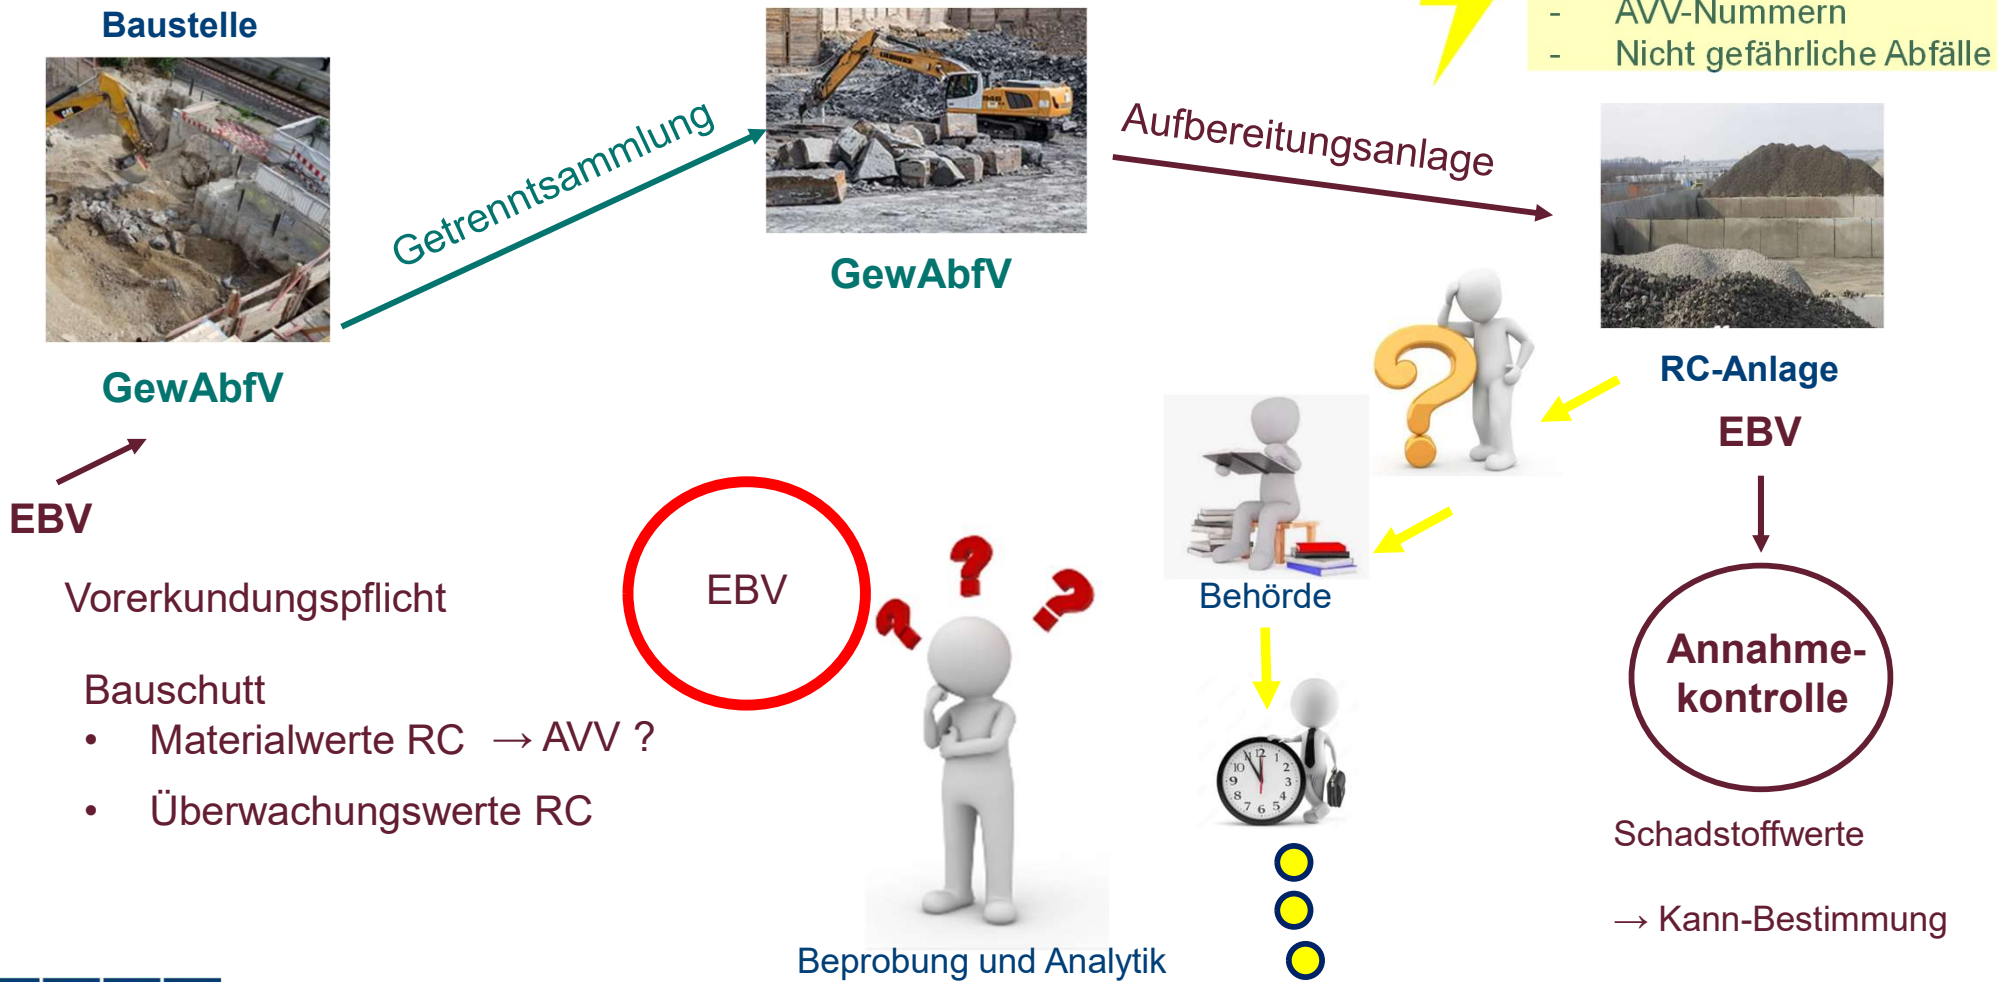 Baustelle
- AVV-Nummern
- Nicht gefährliche Abfälle
Getrenntsammlung
Aufbereitungsanlage
GewAbfV
GewAbfV
RC-Anlage
EBV
EBV
Vorerkundungspflicht
EBV
Behörde
Annahme-
kontrolle
Bauschutt
• Materialwerte RC → AVV ?
• Überwachungswerte RC
Schadstoffwerte
→ Kann-Bestimmung
Beprobung und Analytik